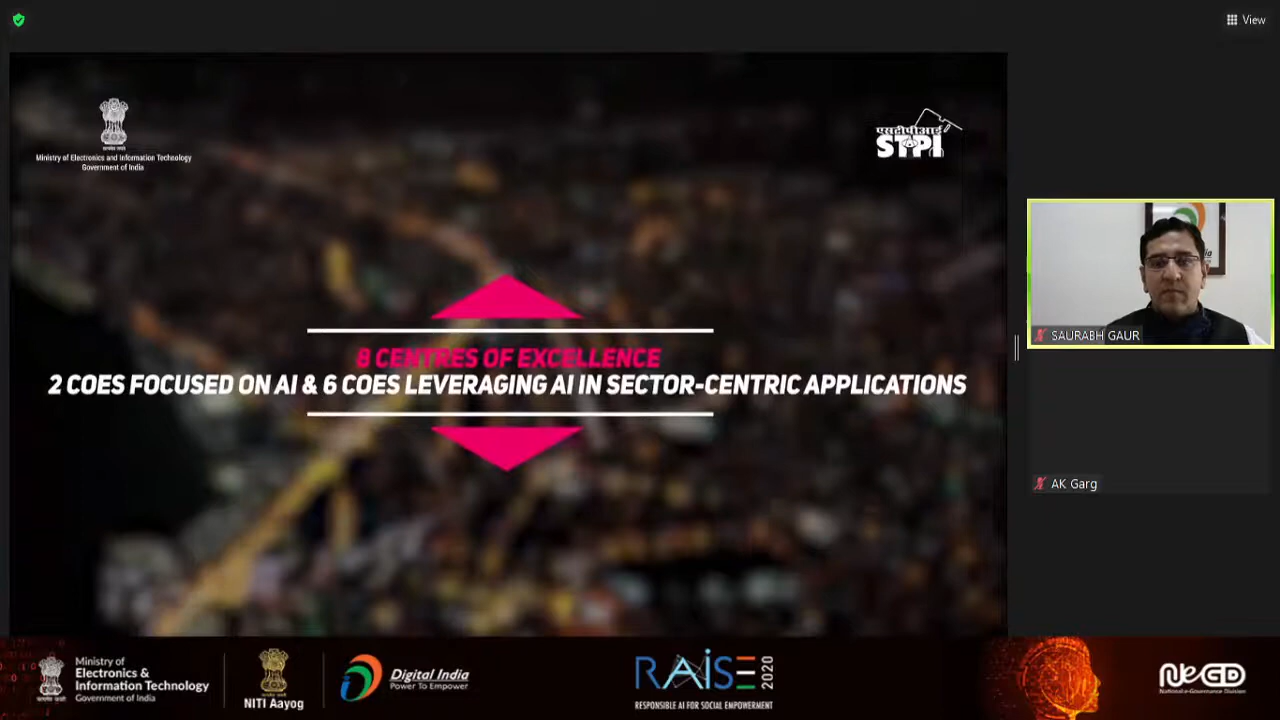 View
Ministry of Electronics and Information Technology
Government of India
एसटीपीआई
STPI
8 CENTRES OF EXCELLENCE
2 COES FOCUSED ON AI & 6 COES LEVERAGING AI IN SECTOR-CENTRIC APPLICATIONS
SAURABH GAUR
AK Garg
Ministry of
Electronics &
Information Technology
Government of India
NITI Aayog
Digital India
Power To Empower
RAISE 2020
RESPONSIBLE AI FOR SOCIAL EMPOWERMENT
NeGD
National e-Governance Division